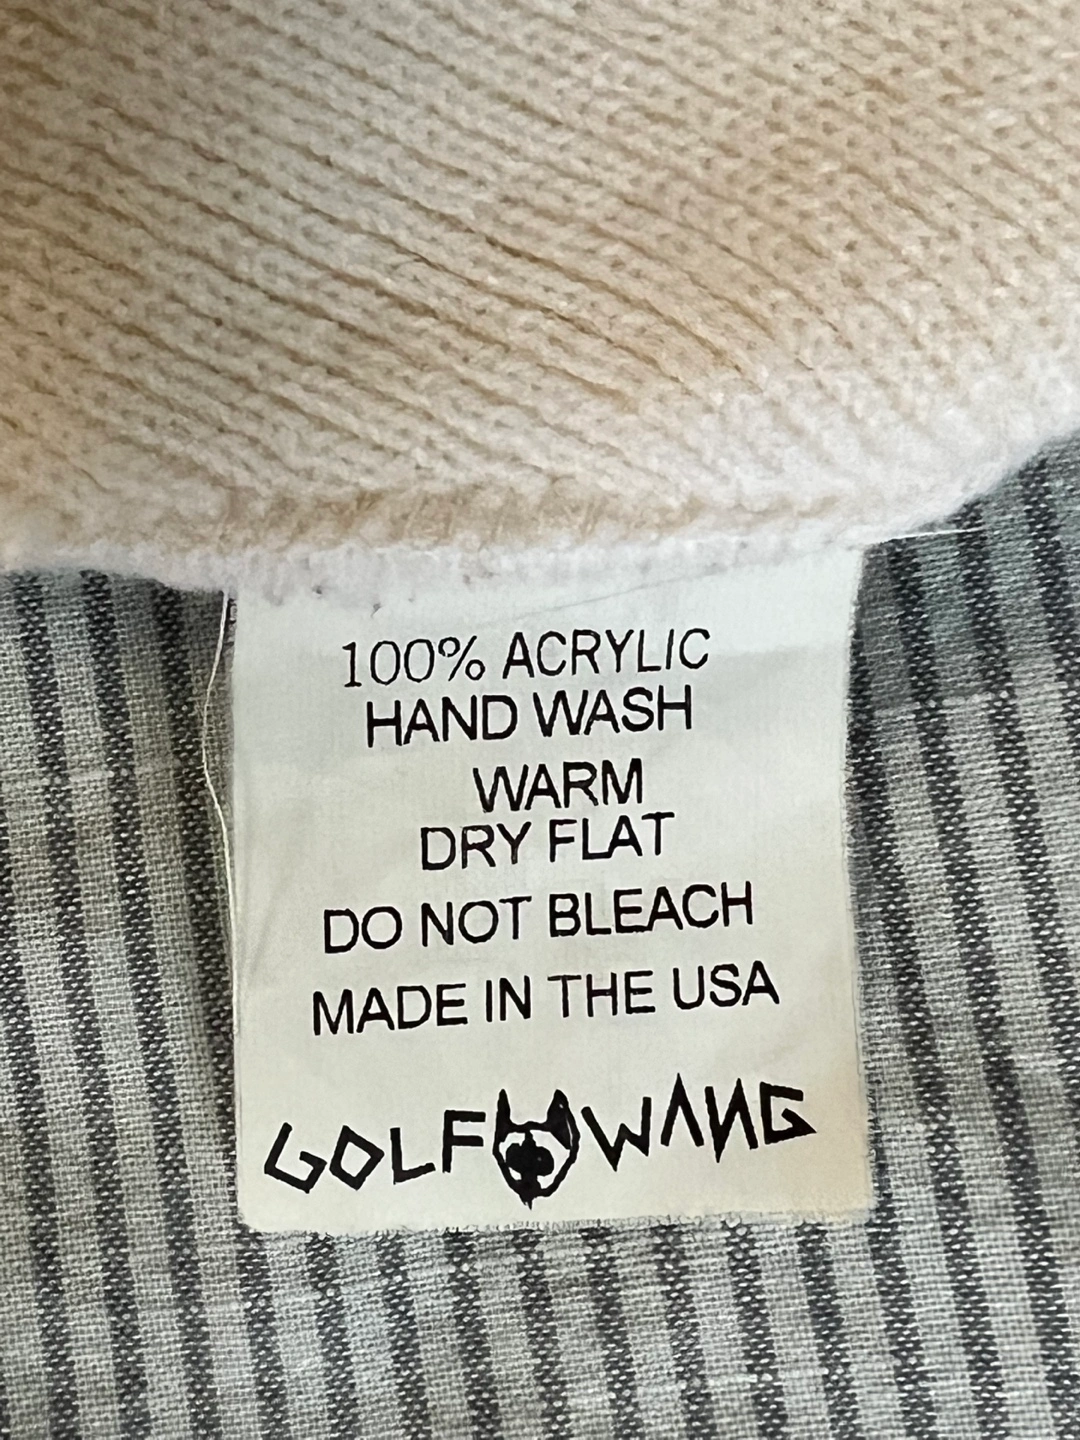 100% ACRYLIC
HAND WASH
WARM
DRY FLAT
DO NOT BLEACH
MADE IN THE USA
GOLF WANG